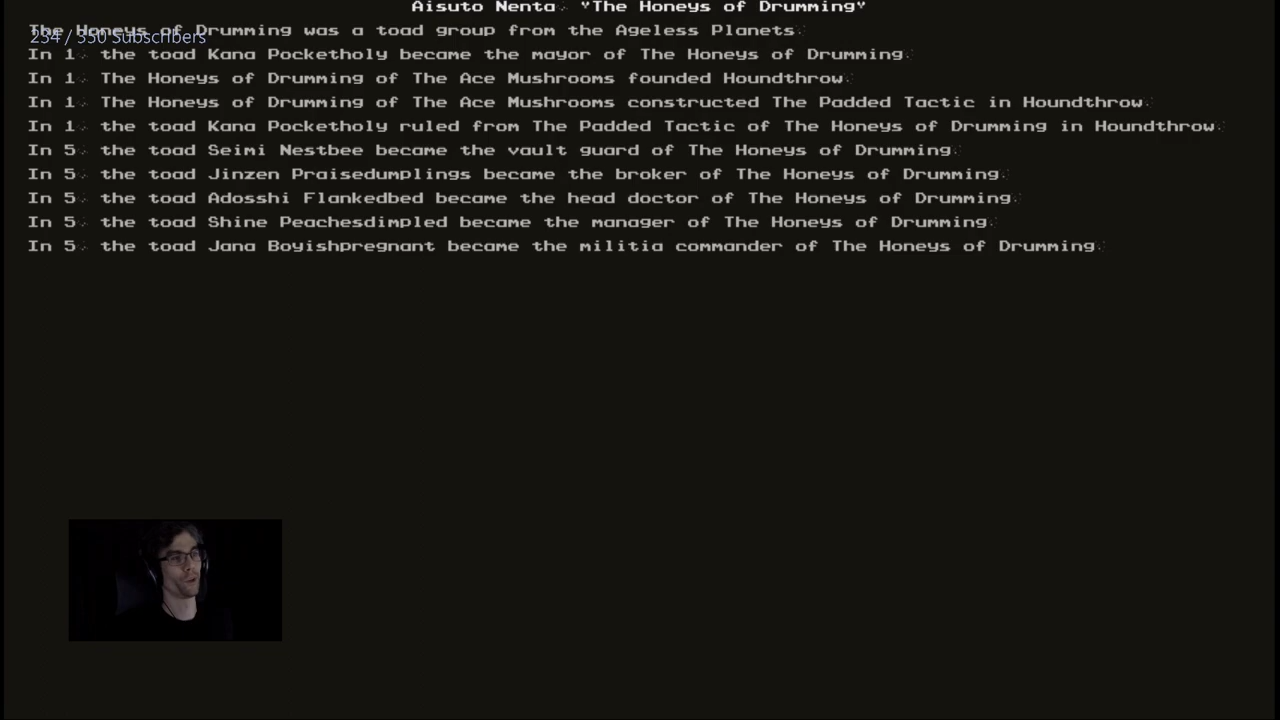 Aisuto Nenta, "The Honeys of Drumming"
The Honeys of Drumming was a toad group from the Ageless Planets.
234 / 350 Subscribers
In 1, the toad Kana Pocketholy became the mayor of The Honeys of Drumming.
In 1, The Honeys of Drumming of The Ace Mushrooms founded Houndthrow.
In 1, The Honeys of Drumming of The Ace Mushrooms constructed The Padded Tactic in Houndthrow.
In 1, the toad Kana Pocketholy ruled from The Padded Tactic of The Honeys of Drumming in Houndthrow.
In 5, the toad Seimi Nestbee became the vault guard of The Honeys of Drumming.
In 5, the toad Jinzen Praisedumplings became the broker of The Honeys of Drumming.
In 5, the toad Adosshi Flankedbed became the head doctor of The Honeys of Drumming.
In 5, the toad Shine Peachesdimpled became the manager of The Honeys of Drumming.
In 5, the toad Jana Boyishpregnant became the militia commander of The Honeys of Drumming.